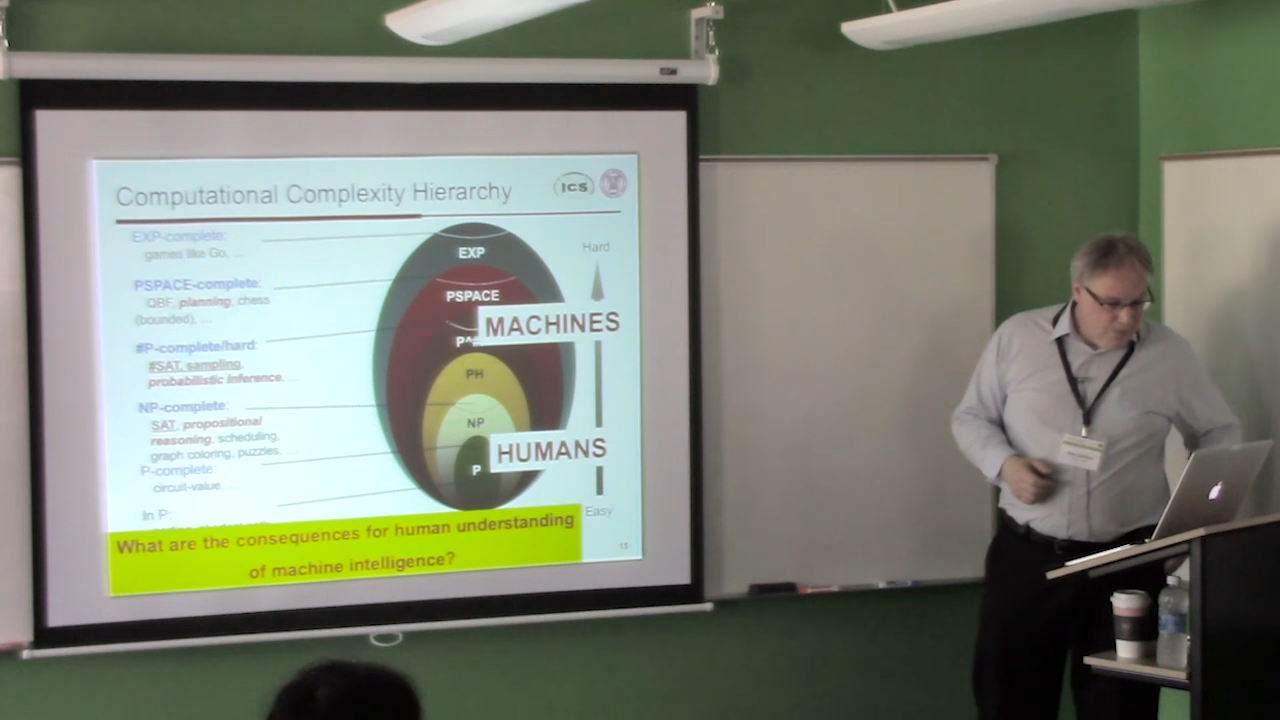 Computational Complexity Hierarchy
ICS
EXP-complete:
games like Go, ...
PSPACE-complete:
QBF, planning, chess
(bounded), ...
#P-complete/hard:
#SAT, sampling,
probabilistic inference, ...
NP-complete:
SAT, propositional
reasoning, scheduling,
graph coloring, puzzles, ...
P-complete:
circuit-value, ...
In P:
EXP
PSPACE
P^#
PH
NP
P
Hard
MACHINES
HUMANS
Easy
What are the consequences for human understanding
of machine intelligence?
15